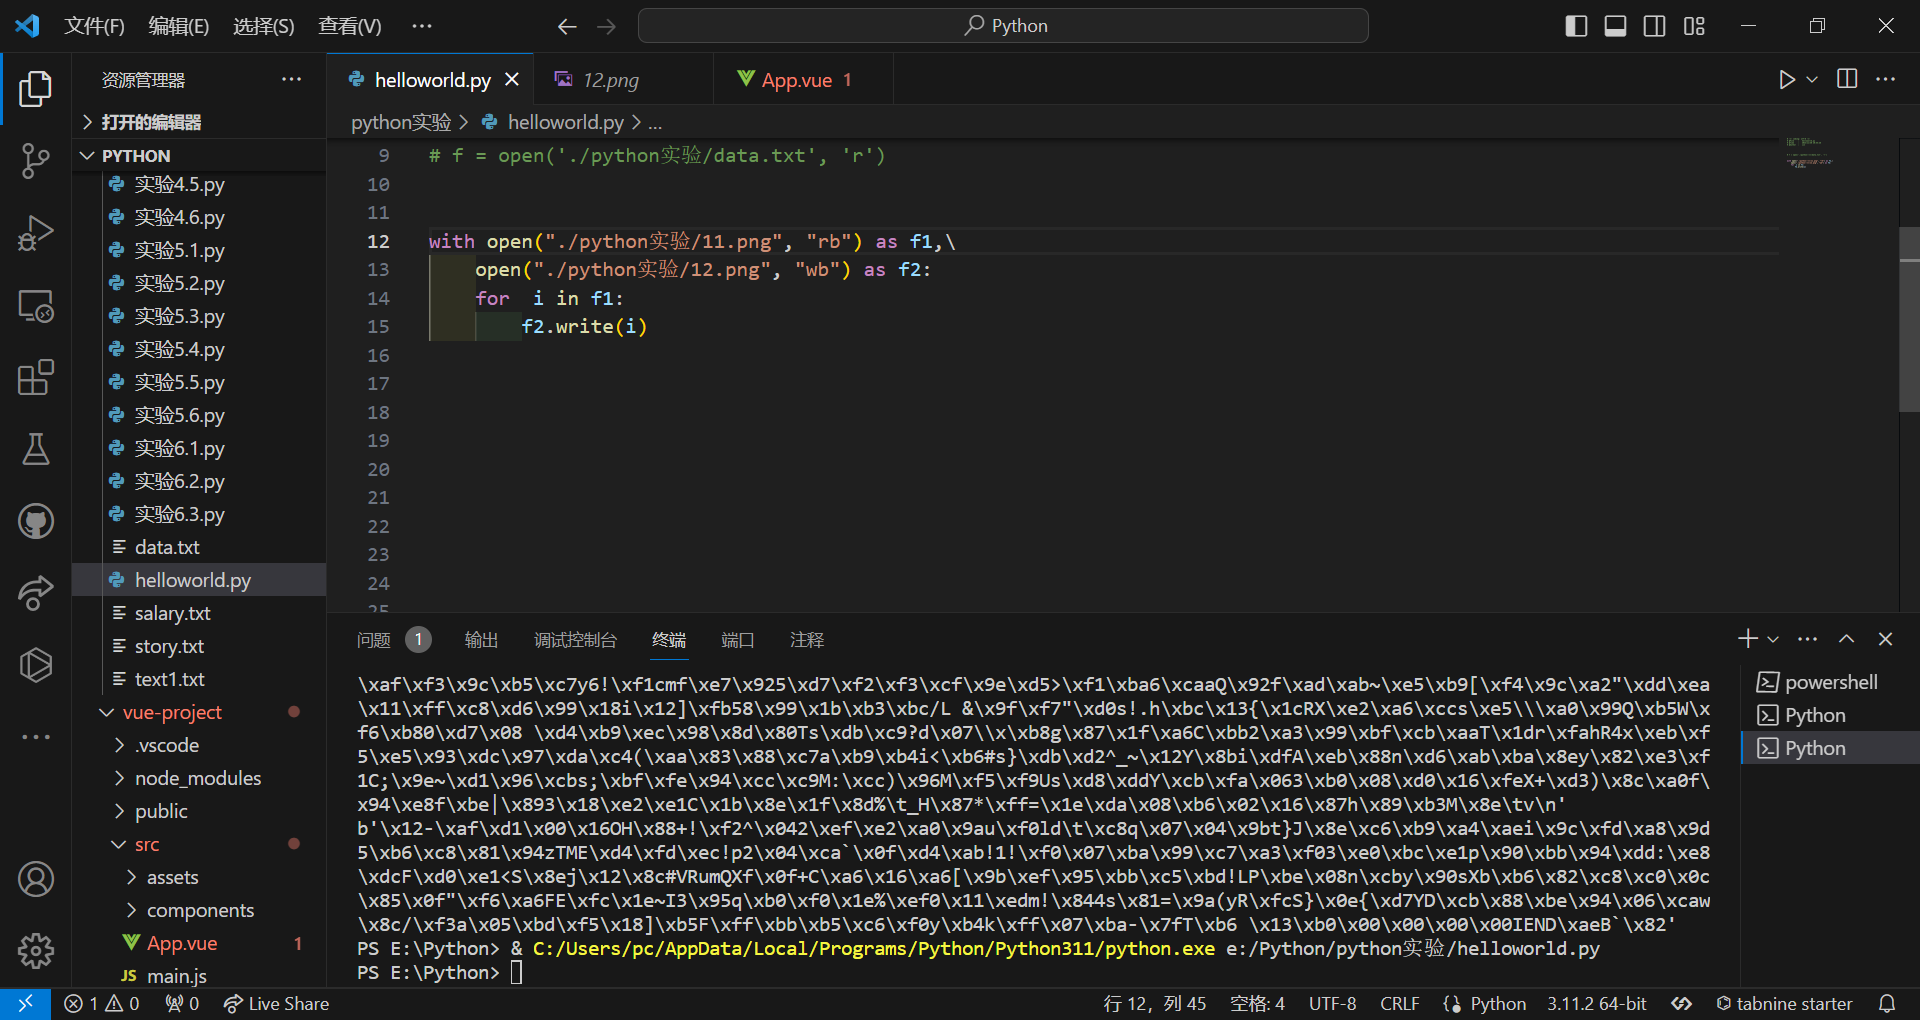 文件(F) 编辑(E) 选择(S) 查看(V) ··· Python
资源管理器 ···
helloworld.py 12.png App.vue 1
打开的编辑器
python实验 > helloworld.py > ...
PYTHON
实验4.5.py
实验4.6.py
实验5.1.py
实验5.2.py
实验5.3.py
实验5.4.py
实验5.5.py
实验5.6.py
实验6.1.py
实验6.2.py
实验6.3.py
data.txt
helloworld.py
salary.txt
story.txt
text1.txt
vue-project
.vscode
node_modules
public
src
assets
components
App.vue 1
JS main.js
9 # f = open('./python实验/data.txt', 'r')
10
11
12 with open("./python实验/11.png", "rb") as f1,\
13 open("./python实验/12.png", "wb") as f2:
14 for  i in f1:
15 f2.write(i)
16
17
18
19
20
21
22
23
24
25
问题 1 输出 调试控制台 终端 端口 注释
\xaf\xf3\x9c\xb5\xc7y6!\xf1cmf\xe7\x925\xd7\xf2\xf3\xcf\x9e\xd5>\xf1\xba6\xcaaQ\x92f\xad\xab~\xe5\xb9[\xf4\x9c\xa2"\xdd\xea
\x11\xff\xc8\xd6\x99\x18i\x12]\xfb58\x99\x1b\xb3\xbc/L &\x9f\xf7"\xd0s!.h\xbc\x13{\x1cRX\xe2\xa6\xccs\xe5\\\xa0\x99Q\xb5W\x
f6\xb80\xd7\x08 \xd4\xb9\xec\x98\x8d\x80Ts\xdb\xc9?d\x07\\x\xb8g\x87\x1f\xa6C\xbb2\xa3\x99\xbf\xcb\xaaT\x1dr\xfahR4x\xeb\xf
5\xe5\x93\xdc\x97\xda\xc4(\xaa\x83\x88\xc7a\xb9\xb4i<\xb6#s}\xdb\xd2^_~\x12Y\x8bi\xdfA\xeb\x88n\xd6\xab\xba\x8ey\x82\xe3\xf
1C;\x9e~\xd1\x96\xcbs;\xbf\xfe\x94\xcc\xc9M:\xcc)\x96M\xf5\xf9Us\xd8\xddY\xcb\xfa\x063\xb0\x08\xd0\x16\xfeX+\xd3)\x8c\xa0f\
x94\xe8f\xbe|\x893\x18\xe2\xe1C\x1b\x8e\x1f\x8d%\t_H\x87*\xff=\x1e\xda\x08\xb6\x02\x16\x87h\x89\xb3M\x8e\tv\n'
b'\x12-\xaf\xd1\x00\x16OH\x88+!\xf2^\x042\xef\xe2\xa0\x9au\xf0ld\t\xc8q\x07\x04\x9bt}J\x8e\xc6\xb9\xa4\xaei\x9c\xfd\xa8\x9d
5\xb6\xc8\x81\x94zTME\xd4\xfd\xec!p2\x04\xca`\x0f\xd4\xab!1!\xf0\x07\xba\x99\xc7\xa3\xf03\xe0\xbc\xe1p\x90\xbb\x94\xdd:\xe8
\xdcF\xd0\xe1<S\x8ej\x12\x8c#VRumQXf\x0f+C\xa6\x16\xa6[\x9b\xef\x95\xbb\xc5\xbd!LP\xbe\x08n\xcby\x90sXb\xb6\x82\xc8\xc0\x0c
\x85\x0f"\xf6\xa6FE\xfc\x1e~I3\x95q\xb0\xf0\x1e%\xef0\x11\xedm!\x844s\x81=\x9a(yR\xfcS}\x0e{\xd7YD\xcb\x88\xbe\x94\x06\xcaw
\x8c/\xf3a\x05\xbd\xf5\x18]\xb5F\xff\xbb\xb5\xc6\xf0y\xb4k\xff\x07\xba-\x7fT\xb6 \x13\xb0\x00\x00\x00\x00IEND\xaeB`\x82'
PS E:\Python> & C:/Users/pc/AppData/Local/Programs/Python/Python311/python.exe e:/Python/python实验/helloworld.py
PS E:\Python>
powershell
Python
Python
1 0 0 Live Share 行 12，列 45 空格: 4 UTF-8 CRLF Python 3.11.2 64-bit tabnine starter